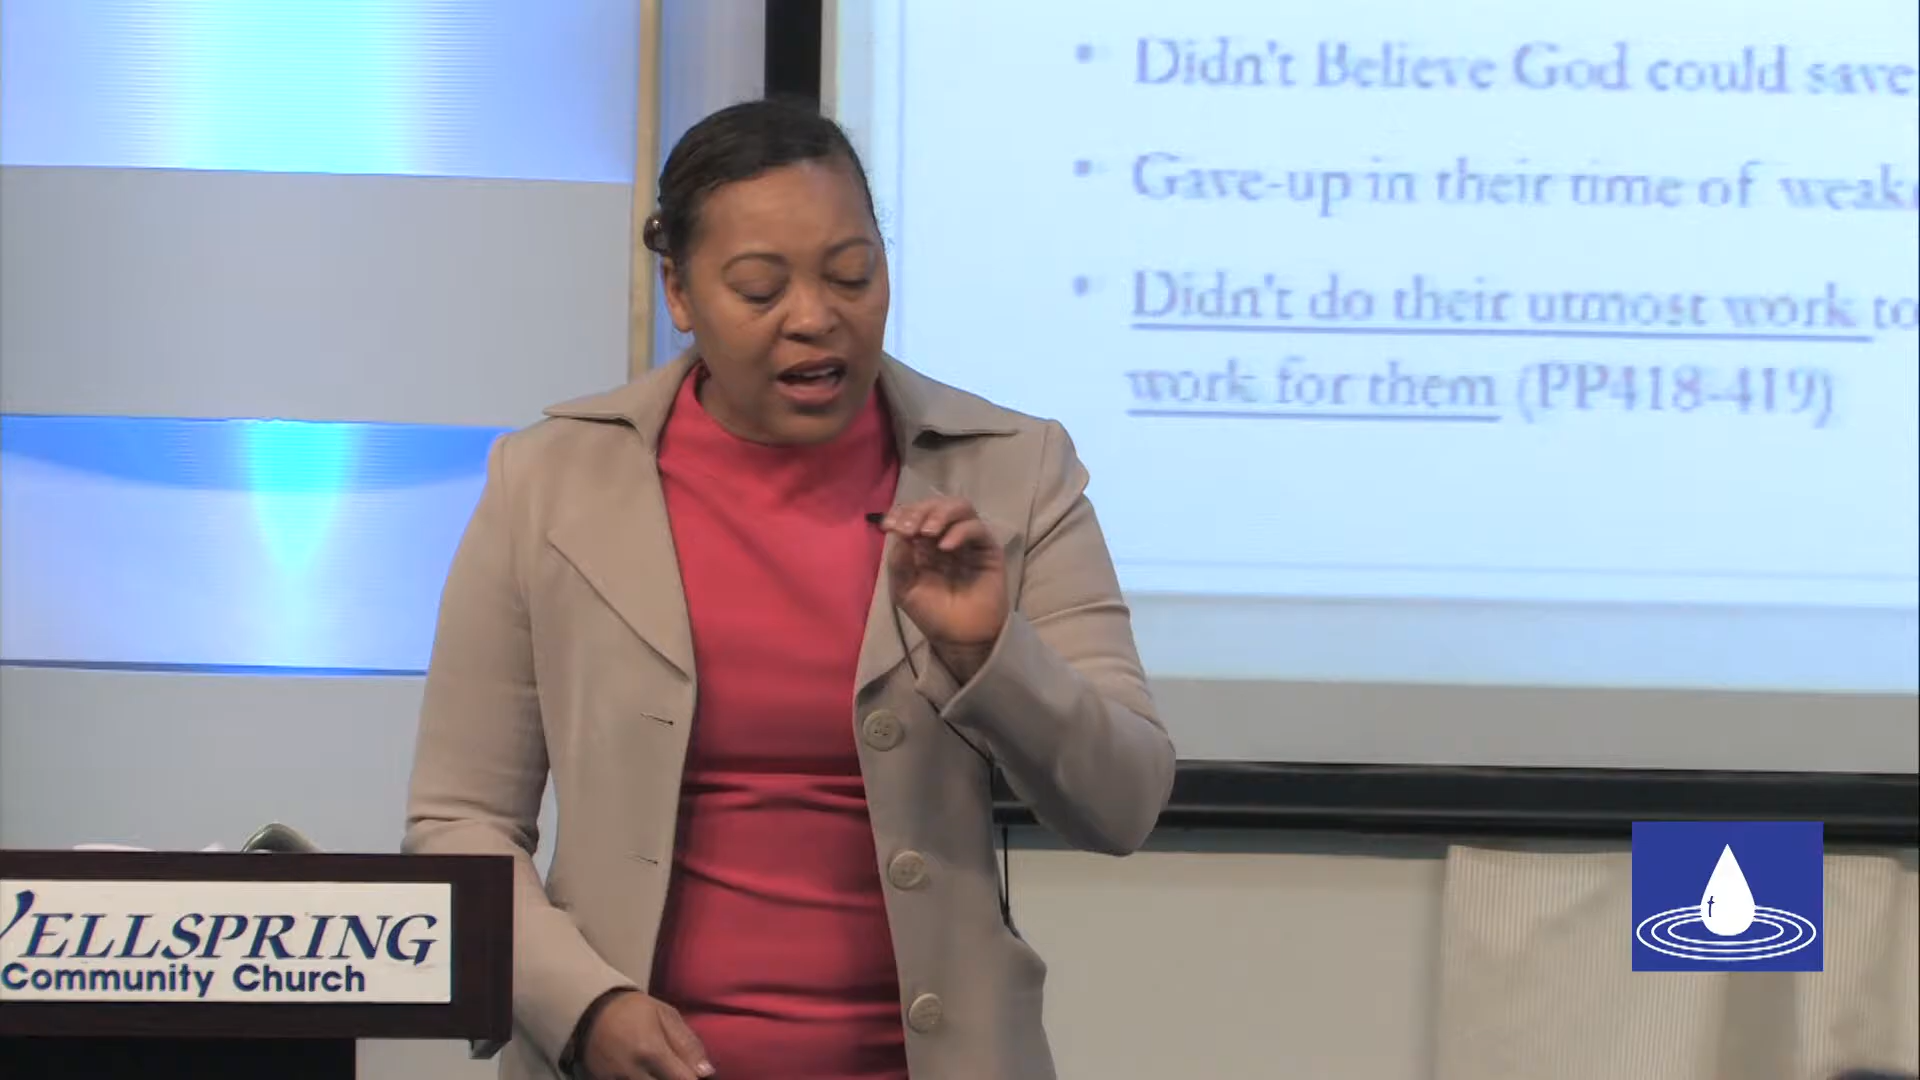 Didn't Believe God could save
Gave-up in their time of
Didn't do their utmost work to
work for them (PP418-419)
ELLSPRING
Community Church